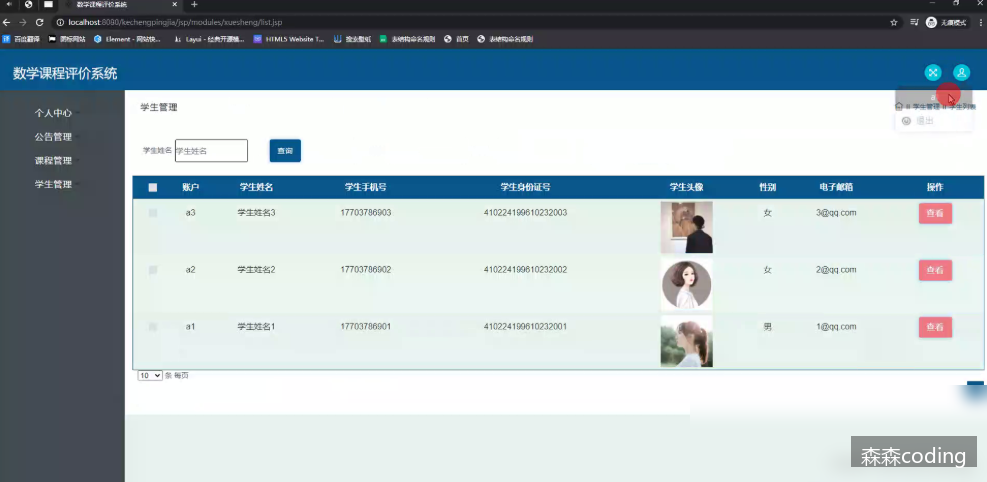 数学课程评价系统
localhost:8080/kechengpingjia/jsp/modules/xuesheng/list.jsp
无痕模式
百度翻译 图标网站 Element - 网站快... Layui - 经典开源模... HTML5 Website T... 表结构命名规则 首页 表结构命名规则
数学课程评价系统
个人中心
公告管理
课程管理
学生管理
学生管理
学生管理 学生列表
退出
学生姓名 学生姓名 查询
账户 学生姓名 学生手机号 学生身份证号 学生头像 性别 电子邮箱 操作
a3 学生姓名3 17703786903 410224199610232003 女 3@qq.com 查看
a2 学生姓名2 17703786902 410224199610232002 女 2@qq.com 查看
a1 学生姓名1 17703786901 410224199610232001 男 1@qq.com 查看
10 条 每页
森森coding